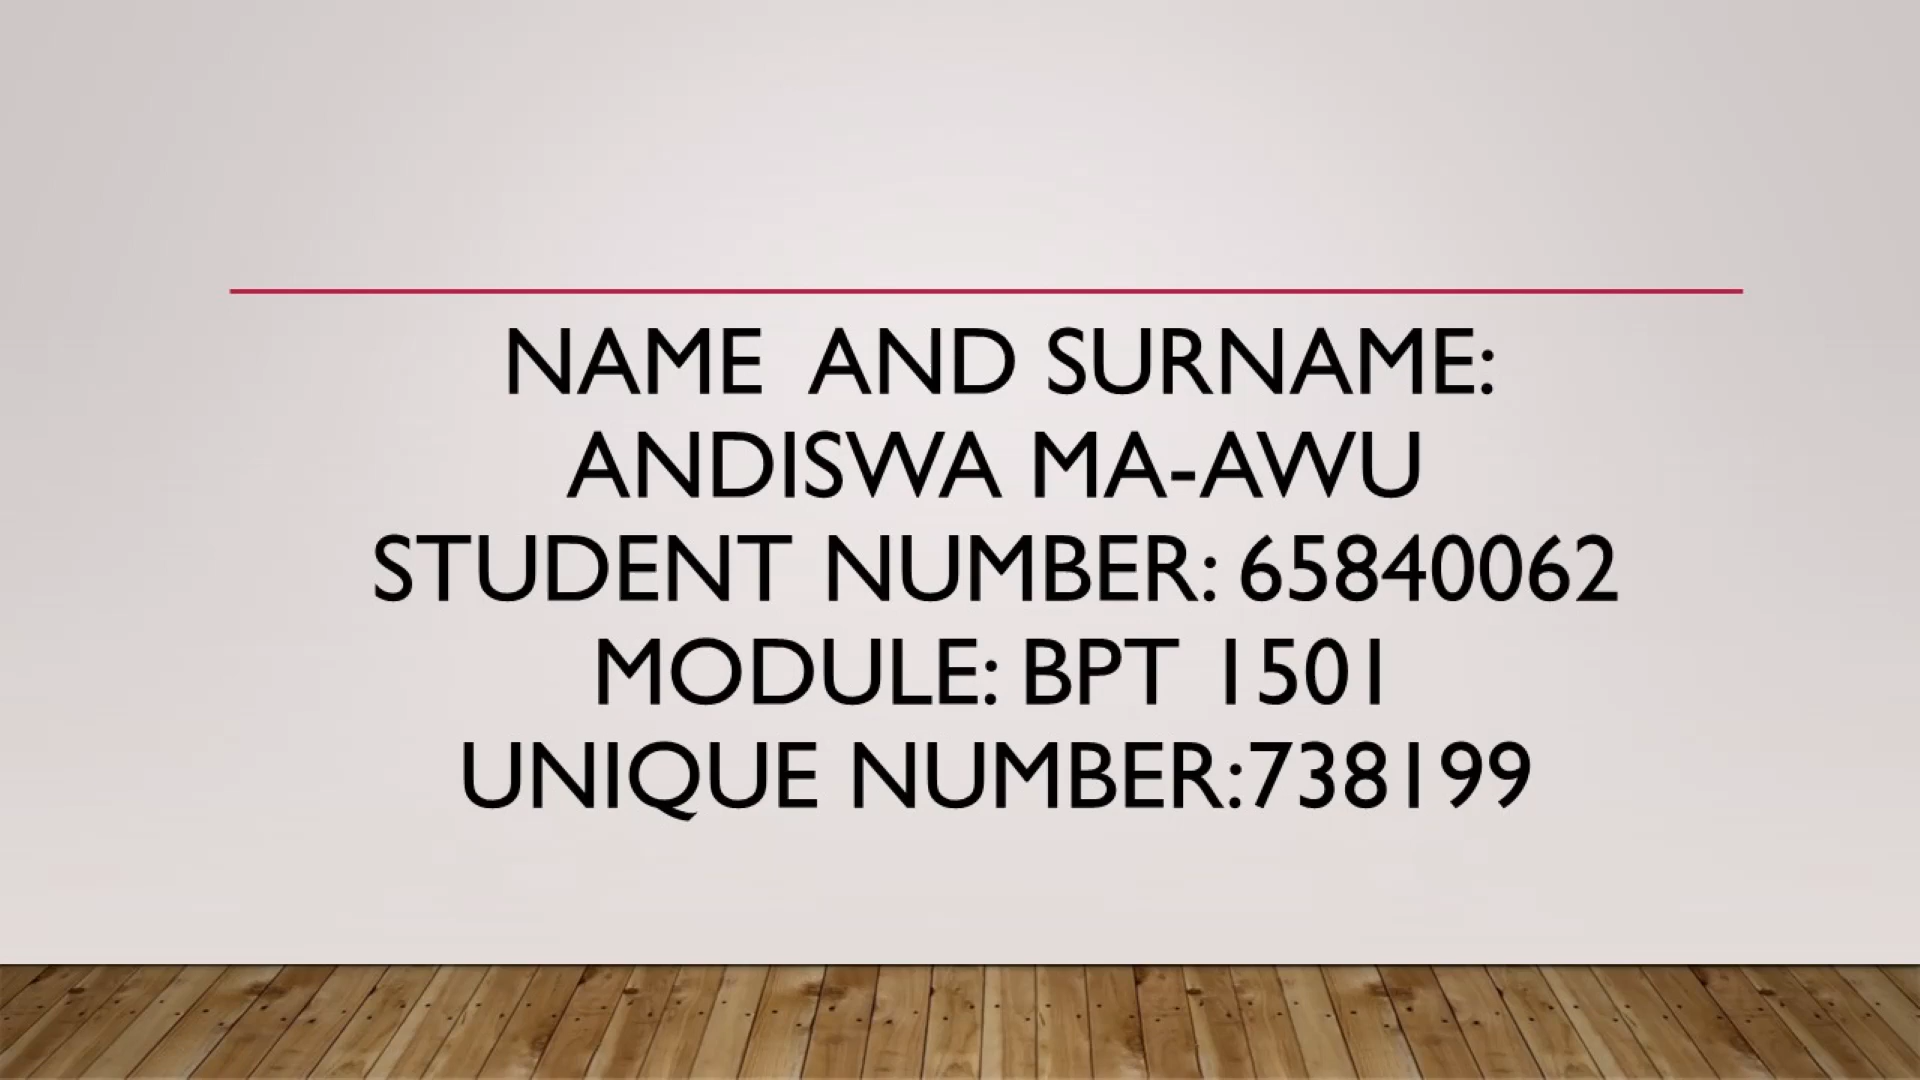 NAME AND SURNAME:
ANDISWA MA-AWU
STUDENT NUMBER: 65840062
MODULE: BPT 1501
UNIQUE NUMBER:738199